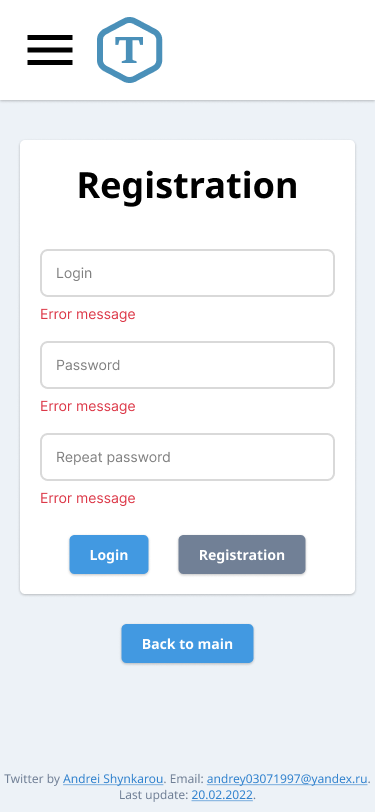 T
Registration
Login
Error message
Password
Error message
Repeat password
Error message
Login Registration
Back to main
Twitter by Andrei Shynkarou. Email: andrey03071997@yandex.ru.
Last update: 20.02.2022.